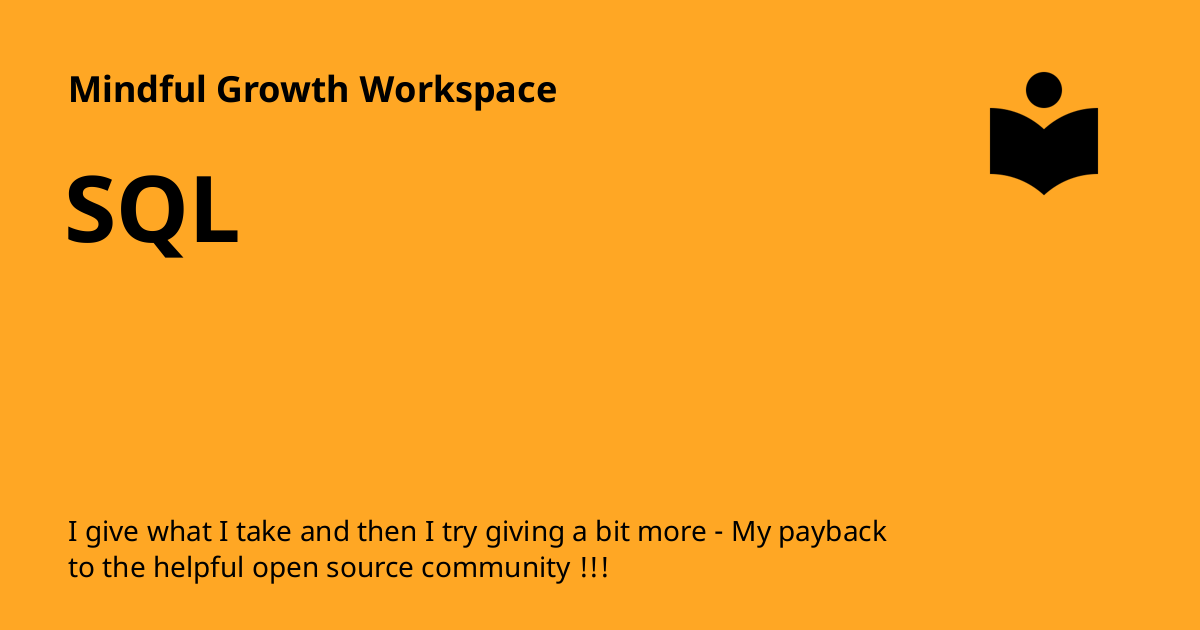 Mindful Growth Workspace
SQL
I give what I take and then I try giving a bit more - My payback
to the helpful open source community !!!